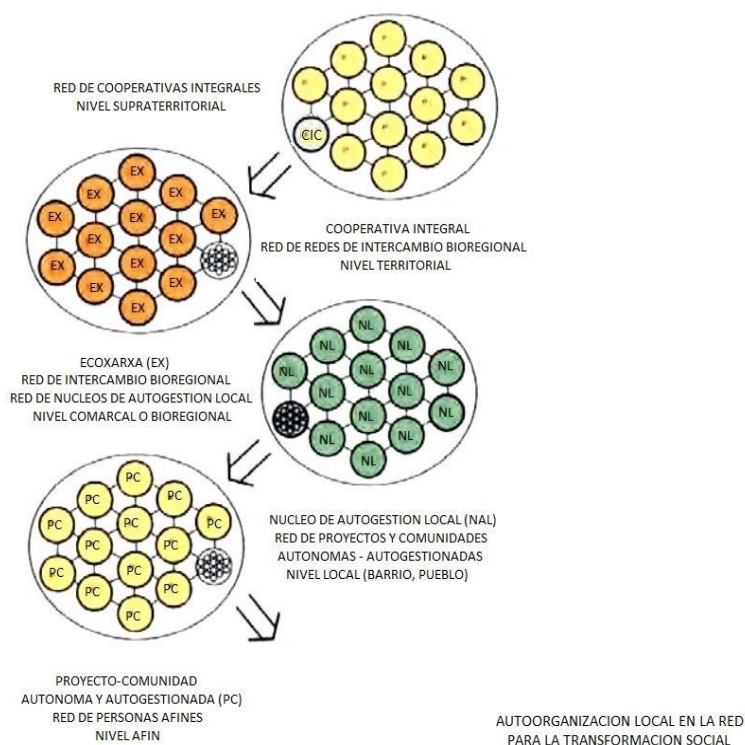 RED DE COOPERATIVAS INTEGRALES
NIVEL SUPRATERRITORIAL
CIC
COOPERATIVA INTEGRAL
RED DE REDES DE INTERCAMBIO BIOREGIONAL
NIVEL TERRITORIAL
EX
EX
EX
EX
EX
EX
EX
EX
EX
EX
EX
EX
EX
ECOXARXA (EX)
RED DE INTERCAMBIO BIOREGIONAL
RED DE NUCLEOS DE AUTOGESTION LOCAL
NIVEL COMARCAL O BIOREGIONAL
NL
NL
NL
NL
NL
NL
NL
NL
NL
NL
NL
NL
NL
NUCLEO DE AUTOGESTION LOCAL (NAL)
RED DE PROYECTOS Y COMUNIDADES
AUTONOMAS - AUTOGESTIONADAS
NIVEL LOCAL (BARRIO, PUEBLO)
PC
PC
PC
PC
PC
PC
PC
PC
PC
PC
PC
PC
PC
PROYECTO-COMUNIDAD
AUTONOMA Y AUTOGESTIONADA (PC)
RED DE PERSONAS AFINES
NIVEL AFIN
AUTOORGANIZACION LOCAL EN LA RED
PARA LA TRANSFORMACION SOCIAL